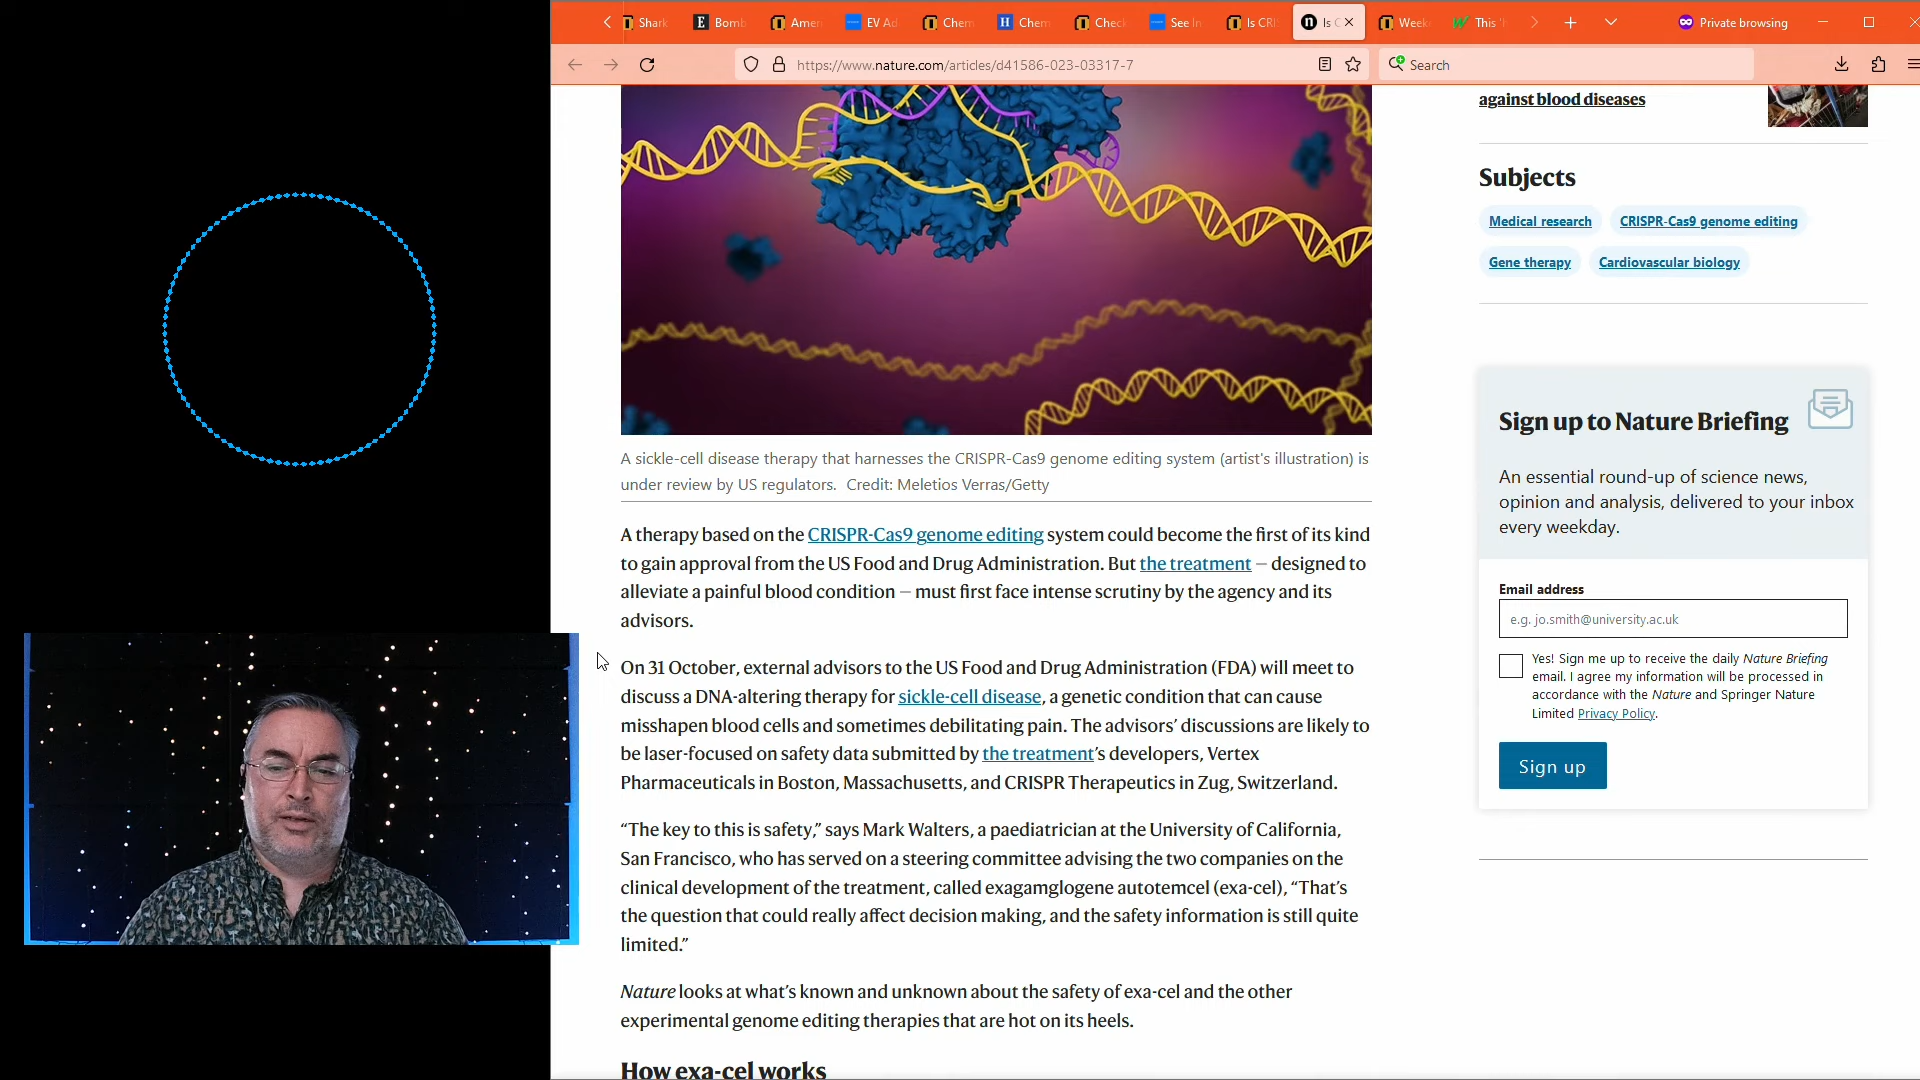 Shark
Bomb
Amer
EV Ad
Chem
Chem
Check
See In
Is CRI
Is C
Week
This
Private browsing
https://www.nature.com/articles/d41586-023-03317-7
Search
A sickle-cell disease therapy that harnesses the CRISPR-Cas9 genome editing system (artist's illustration) is
under review by US regulators. Credit: Meletios Verras/Getty
A therapy based on the CRISPR-Cas9 genome editing system could become the first of its kind
to gain approval from the US Food and Drug Administration. But the treatment — designed to
alleviate a painful blood condition — must first face intense scrutiny by the agency and its
advisors.
On 31 October, external advisors to the US Food and Drug Administration (FDA) will meet to
discuss a DNA-altering therapy for sickle-cell disease, a genetic condition that can cause
misshapen blood cells and sometimes debilitating pain. The advisors’ discussions are likely to
be laser-focused on safety data submitted by the treatment’s developers, Vertex
Pharmaceuticals in Boston, Massachusetts, and CRISPR Therapeutics in Zug, Switzerland.
“The key to this is safety,” says Mark Walters, a paediatrician at the University of California,
San Francisco, who has served on a steering committee advising the two companies on the
clinical development of the treatment, called exagamglogene autotemcel (exa-cel), “That’s
the question that could really affect decision making, and the safety information is still quite
limited.”
Nature looks at what’s known and unknown about the safety of exa-cel and the other
experimental genome editing therapies that are hot on its heels.
How exa-cel works
against blood diseases
Subjects
Medical research
CRISPR-Cas9 genome editing
Gene therapy
Cardiovascular biology
Sign up to Nature Briefing
An essential round-up of science news,
opinion and analysis, delivered to your inbox
every weekday.
Email address
e.g. jo.smith@university.ac.uk
Yes! Sign me up to receive the daily Nature Briefing
email. I agree my information will be processed in
accordance with the Nature and Springer Nature
Limited Privacy Policy.
Sign up